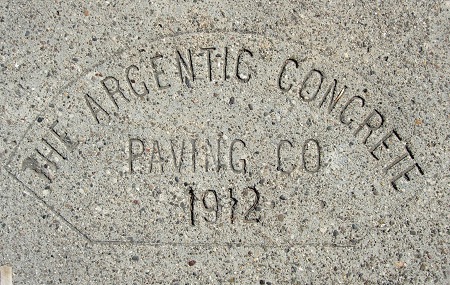 THE ARGENTIC CONCRETE
PAVING CO
1912